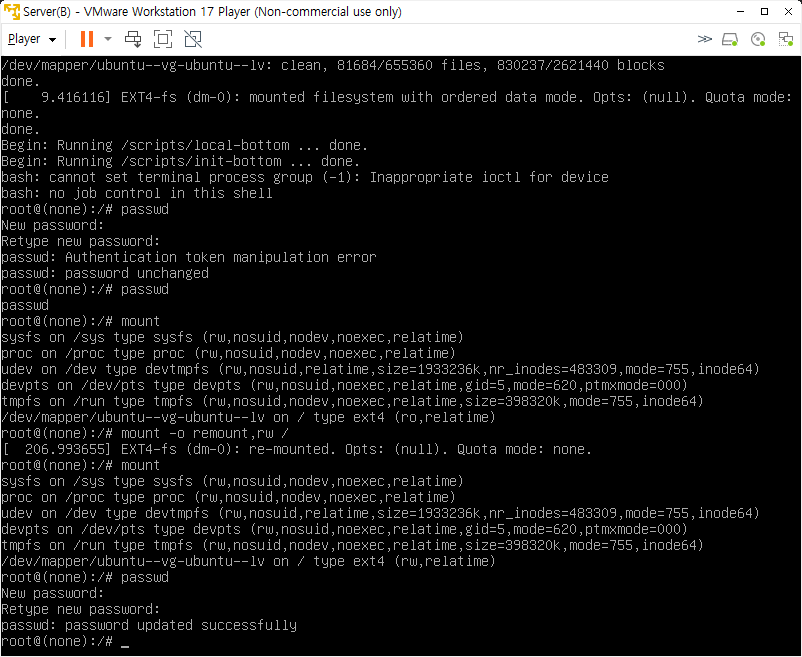 Server(B) - VMware Workstation 17 Player (Non-commercial use only)
Player
/dev/mapper/ubuntu--vg-ubuntu--lv: clean, 81684/655360 files, 830237/2621440 blocks
done.
[    9.416116] EXT4-fs (dm-0): mounted filesystem with ordered data mode. Opts: (null). Quota mode:
none.
done.
Begin: Running /scripts/local-bottom ... done.
Begin: Running /scripts/init-bottom ... done.
bash: cannot set terminal process group (-1): Inappropriate ioctl for device
bash: no job control in this shell
root@(none):/# passwd
New password:
Retype new password:
passwd: Authentication token manipulation error
passwd: password unchanged
root@(none):/# passwd
passwd
root@(none):/# mount
sysfs on /sys type sysfs (rw,nosuid,nodev,noexec,relatime)
proc on /proc type proc (rw,nosuid,nodev,noexec,relatime)
udev on /dev type devtmpfs (rw,nosuid,relatime,size=1933236k,nr_inodes=483309,mode=755,inode64)
devpts on /dev/pts type devpts (rw,nosuid,noexec,relatime,gid=5,mode=620,ptmxmode=000)
tmpfs on /run type tmpfs (rw,nosuid,nodev,noexec,relatime,size=398320k,mode=755,inode64)
/dev/mapper/ubuntu--vg-ubuntu--lv on / type ext4 (ro,relatime)
root@(none):/# mount -o remount,rw /
[  206.993655] EXT4-fs (dm-0): re-mounted. Opts: (null). Quota mode: none.
root@(none):/# mount
sysfs on /sys type sysfs (rw,nosuid,nodev,noexec,relatime)
proc on /proc type proc (rw,nosuid,nodev,noexec,relatime)
udev on /dev type devtmpfs (rw,nosuid,relatime,size=1933236k,nr_inodes=483309,mode=755,inode64)
devpts on /dev/pts type devpts (rw,nosuid,noexec,relatime,gid=5,mode=620,ptmxmode=000)
tmpfs on /run type tmpfs (rw,nosuid,nodev,noexec,relatime,size=398320k,mode=755,inode64)
/dev/mapper/ubuntu--vg-ubuntu--lv on / type ext4 (rw,relatime)
root@(none):/# passwd
New password:
Retype new password:
passwd: password updated successfully
root@(none):/# _